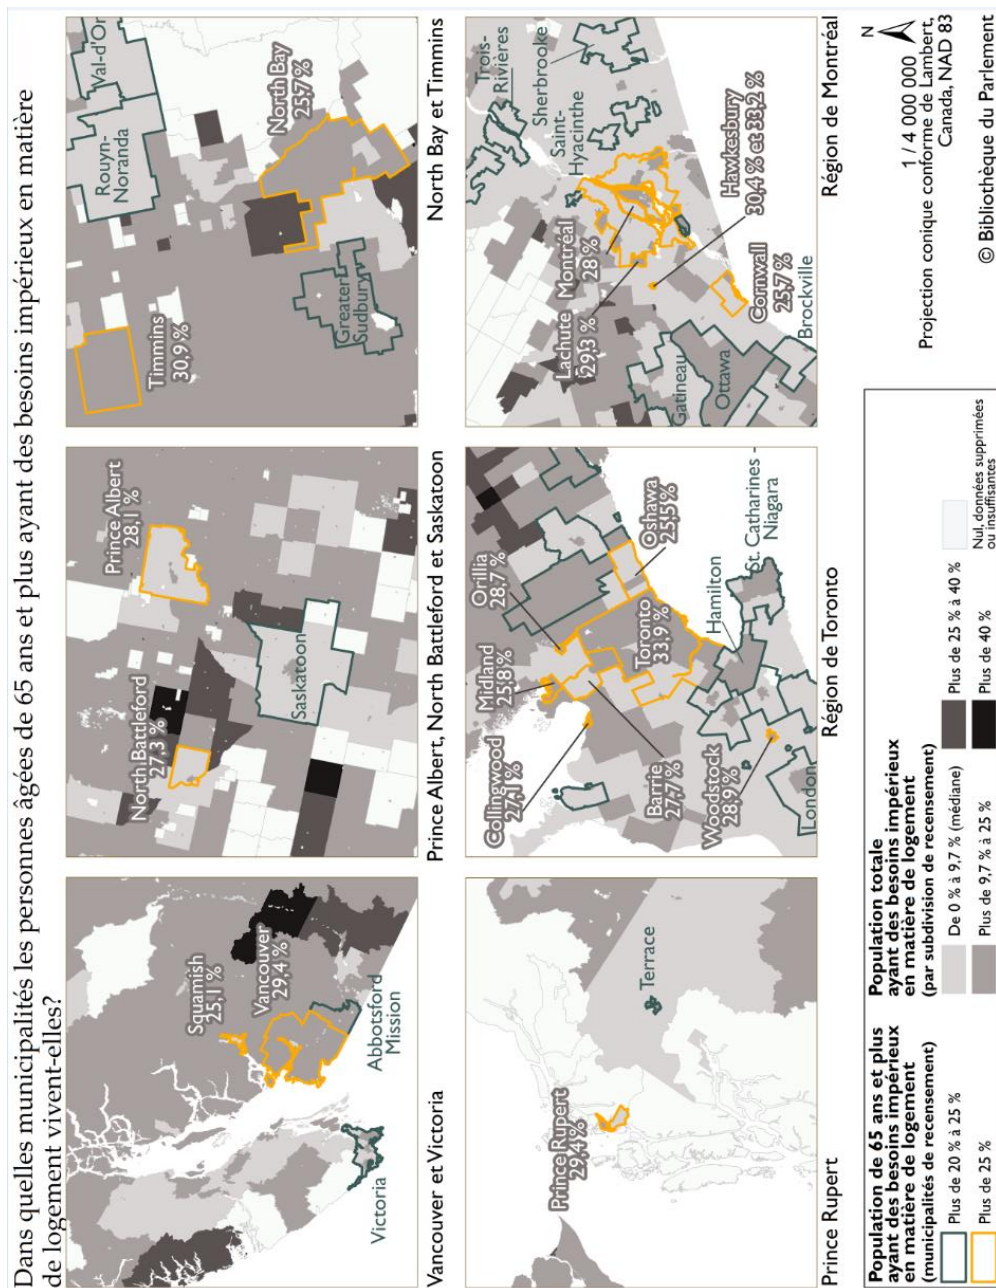 Dans quelles municipalités les personnes âgées de 65 ans et plus ayant des besoins impérieux en matière
de logement vivent-elles?
Squamish
25,1 %
Vancouver
29,4 %
Abbotsford
Mission
Victoria
Vancouver et Victoria
Prince Albert
28,1 %
North Battleford
27,3 %
Saskatoon
Prince Albert, North Battleford et Saskatoon
Val-d'Or
Rouyn-
Noranda
Timmins
30,9 %
North Bay
25,7 %
Greater
Sudbury
North Bay et Timmins
Prince Rupert
29,4 %
Terrace
Prince Rupert
Orillia
28,7 %
Midland
25,8%
Collingwood
27,1%
Oshawa
25,5%
Toronto
33,9 %
Barrie
27,7%
Hamilton
Woodstock
28,9 %
St. Catharines -
Niagara
London
Région de Toronto
Trois-
Rivières
Sherbrooke
Saint-
Hyacinthe
Montréal
28 %
Lachute
29,3 %
Hawkesbury
30,4 % et 33,2 %
Cornwall
25,7 %
Gatineau
Ottawa
Brockville
Région de Montréal
Population de 65 ans et plus
ayant des besoins impérieux
en matière de logement
(municipalités de recensement)
Plus de 20 % à 25 %
Plus de 25 %
Population totale
ayant des besoins impérieux
en matière de logement
(par subdivision de recensement)
De 0 % à 9,7 % (médiane)
Plus de 9,7 % à 25 %
Plus de 25 % à 40 %
Plus de 40 %
Nul, données supprimées
ou insuffisantes
N
1 / 4 000 000
Projection conique conforme de Lambert,
Canada, NAD 83
© Bibliothèque du Parlement